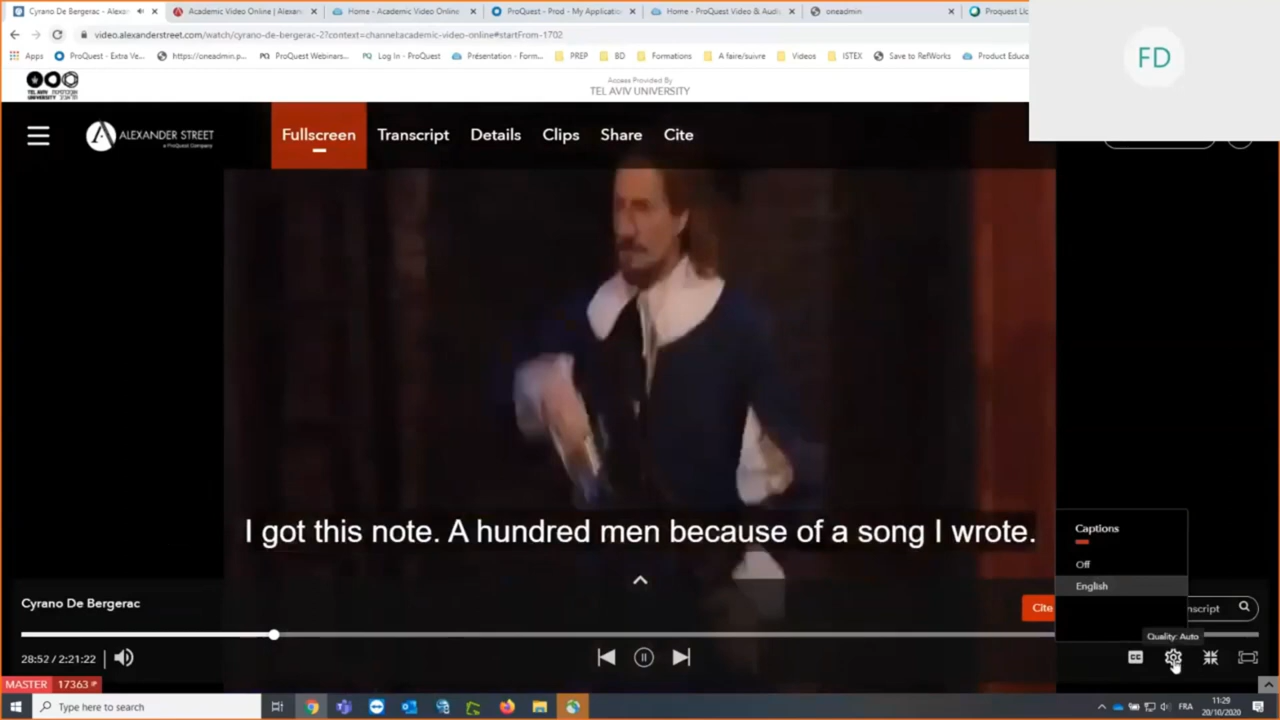 Cyrano De Bergerac - Alexa
Academic Video Online | Alexan
Home - Academic Video Online
ProQuest - Prod - My Applicatio
Home - ProQuest Video & Audi
oneadmin
Proquest Lic
video.alexanderstreet.com/watch/cyrano-de-bergerac-2?context=channel:academic-video-online#startFrom-1702
Apps
ProQuest - Extra Ve...
https://oneadmin.p...
ProQuest Webinars...
Log In - ProQuest
Présentation - Form...
PREP
BD
Formations
A faire/suivre
Videos
ISTEX
Save to RefWorks
Product Educa
FD
TEL AVIV
UNIVERSITY
Access Provided By
TEL AVIV UNIVERSITY
ALEXANDER STREET
a ProQuest Company
Fullscreen
Transcript
Details
Clips
Share
Cite
I got this note. A hundred men because of a song I wrote.
Captions
Off
English
Cyrano De Bergerac
Cite
nscript
Quality: Auto
28:52 / 2:21:22
CC
MASTER 17363
Type here to search
FRA
11:29
20/10/2020